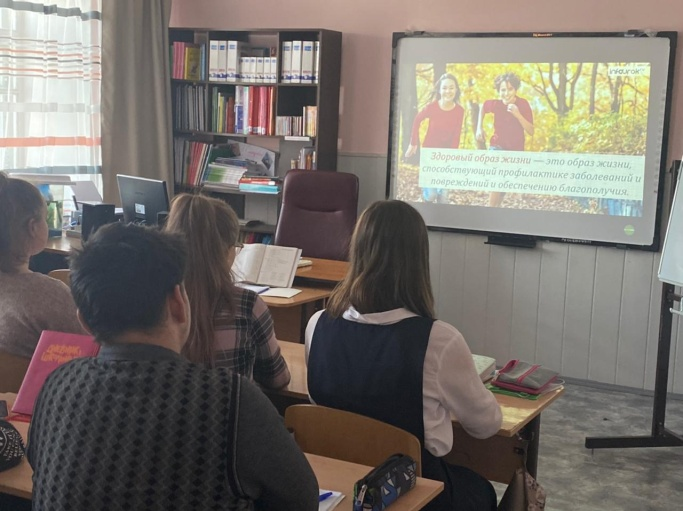 infourok
Здоровый образ жизни — это образ жизни,
способствующий профилактике заболеваний и
повреждений и обеспечению благополучия.